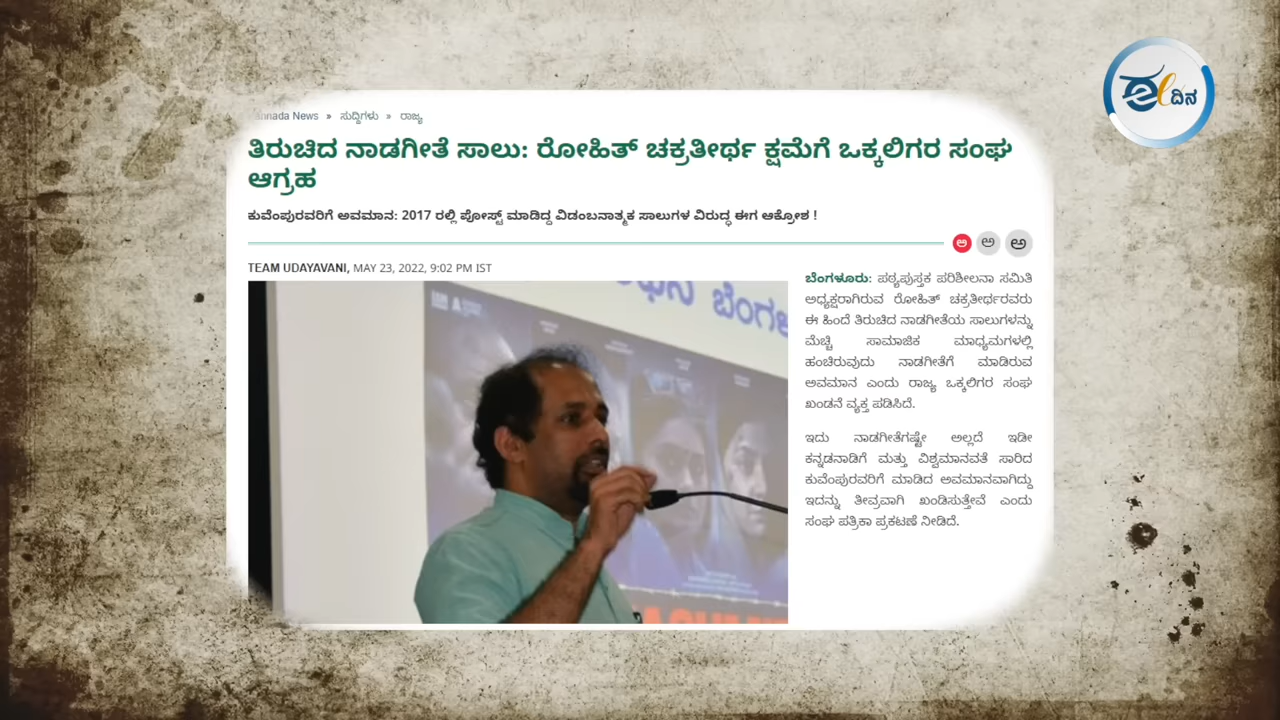 ಈ ದಿನ
Kannada News » ಸುದ್ದಿಗಳು » ರಾಜ್ಯ
ತಿರುಚಿದ ನಾಡಗೀತೆ ಸಾಲು: ರೋಹಿತ್ ಚಕ್ರತೀರ್ಥ ಕ್ಷಮೆಗೆ ಒಕ್ಕಲಿಗರ ಸಂಘ
ಆಗ್ರಹ
ಕುವೆಂಪುರವರಿಗೆ ಅವಮಾನ: 2017 ರಲ್ಲಿ ಪೋಸ್ಟ್ ಮಾಡಿದ್ದ ವಿಡಂಬನಾತ್ಮಕ ಸಾಲುಗಳ ವಿರುದ್ಧ ಈಗ ಆಕ್ರೋಶ !
ಅ ಅ ಅ
TEAM UDAYAVANI, MAY 23, 2022, 9:02 PM IST
ಬೆಂಗಳೂರು: ಪಠ್ಯಪುಸ್ತಕ ಪರಿಶೀಲನಾ ಸಮಿತಿ
ಅಧ್ಯಕ್ಷರಾಗಿರುವ ರೋಹಿತ್ ಚಕ್ರತೀರ್ಥರವರು
ಈ ಹಿಂದೆ ತಿರುಚಿದ ನಾಡಗೀತೆಯ ಸಾಲುಗಳನ್ನು
ಮೆಚ್ಚಿ ಸಾಮಾಜಿಕ ಮಾಧ್ಯಮಗಳಲ್ಲಿ
ಹಂಚಿರುವುದು ನಾಡಗೀತೆಗೆ ಮಾಡಿರುವ
ಅವಮಾನ ಎಂದು ರಾಜ್ಯ ಒಕ್ಕಲಿಗರ ಸಂಘ
ಖಂಡನೆ ವ್ಯಕ್ತ ಪಡಿಸಿದೆ.
ಇದು ನಾಡಗೀತೆಗಷ್ಟೇ ಅಲ್ಲದೆ ಇಡೀ
ಕನ್ನಡನಾಡಿಗೆ ಮತ್ತು ವಿಶ್ವಮಾನವತೆ ಸಾರಿದ
ಕುವೆಂಪುರವರಿಗೆ ಮಾಡಿದ ಅವಮಾನವಾಗಿದ್ದು
ಇದನ್ನು ತೀವ್ರವಾಗಿ ಖಂಡಿಸುತ್ತೇವೆ ಎಂದು
ಸಂಘ ಪತ್ರಿಕಾ ಪ್ರಕಟಣೆ ನೀಡಿದೆ.